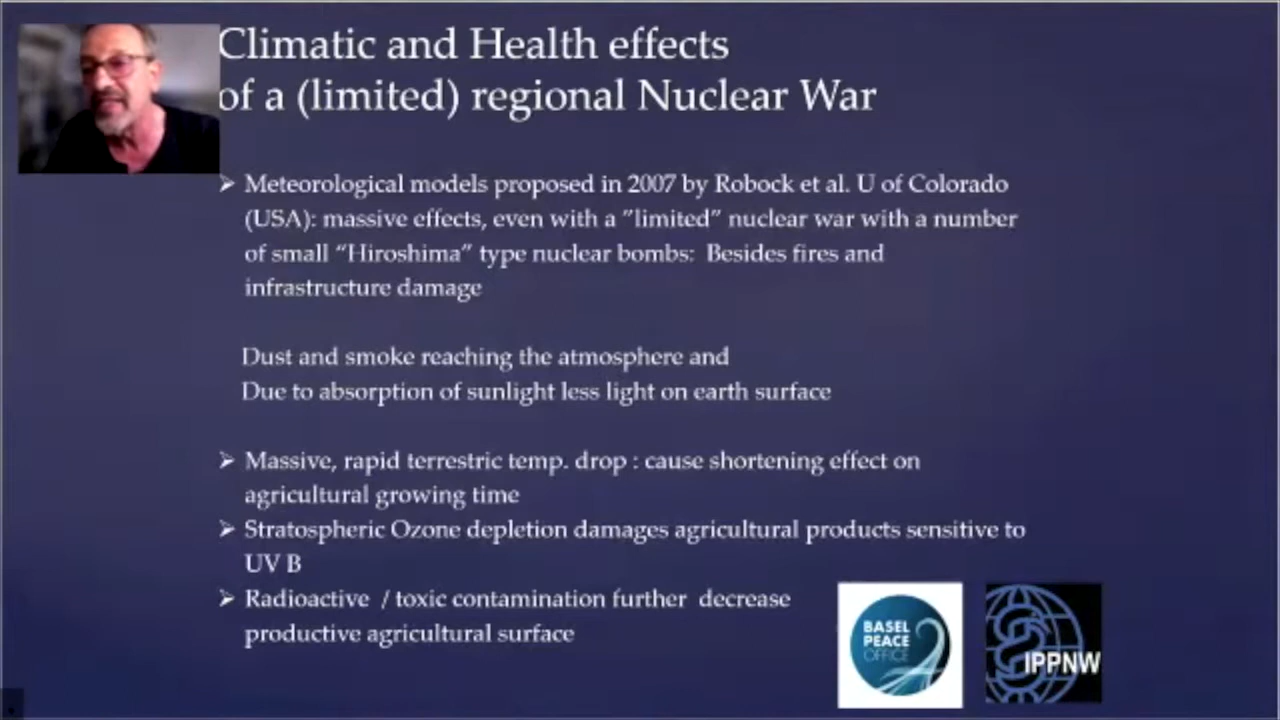 Climatic and Health effects
of a (limited) regional Nuclear War
➢ Meteorological models proposed in 2007 by Robock et al. U of Colorado
(USA): massive effects, even with a ”limited” nuclear war with a number
of small “Hiroshima” type nuclear bombs: Besides fires and
infrastructure damage
Dust and smoke reaching the atmosphere and
Due to absorption of sunlight less light on earth surface
➢ Massive, rapid terrestric temp. drop : cause shortening effect on
agricultural growing time
➢ Stratospheric Ozone depletion damages agricultural products sensitive to
UV B
➢ Radioactive / toxic contamination further decrease
productive agricultural surface
BASEL
PEACE
OFFICE
IPPNW